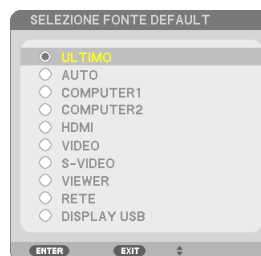 SELEZIONE FONTE DEFAULT
ULTIMO
AUTO
COMPUTER1
COMPUTER2
HDMI
VIDEO
S-VIDEO
VIEWER
RETE
DISPLAY USB
ENTER EXIT